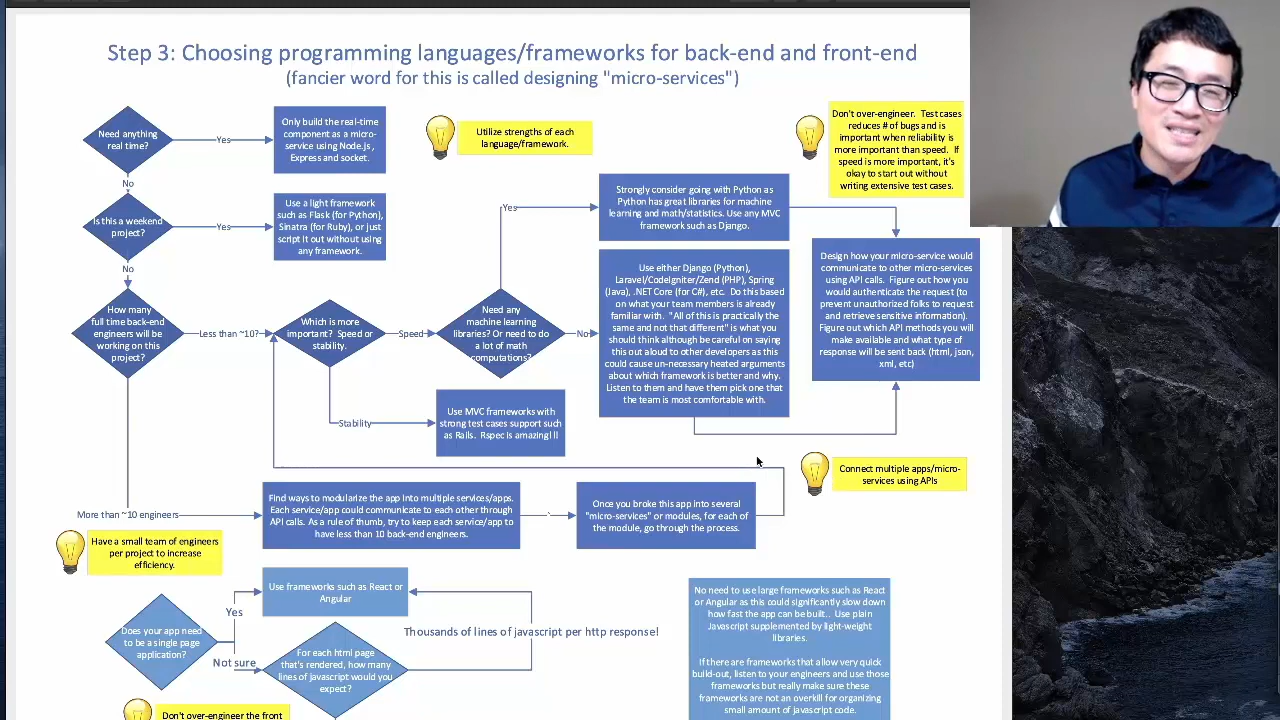 Step 3: Choosing programming languages/frameworks for back-end and front-end
(fancier word for this is called designing "micro-services")
Need anything
real time?
Yes
Only build the real-time
component as a micro-
service using Node.js ,
Express and socket.
Utilize strengths of each
language/framework.
Don't over-engineer. Test cases
reduces # of bugs and is
important when reliability is
more important than speed. If
speed is more important, it's
okay to start out without
writing extensive test cases.
No
Is this a weekend
project?
Yes
Use a light framework
such as Flask (for Python),
Sinatra (for Ruby), or just
script it out without using
any framework.
Yes
Strongly consider going with Python as
Python has great libraries for machine
learning and math/statistics. Use any MVC
framework such as Django.
No
How many
full time back-end
engineers will be
working on this
project?
Less than ~10?
Which is more
important? Speed or
stability.
Speed
Need any
machine learning
libraries? Or need to do
a lot of math
computations?
No
Use either Django (Python),
Laravel/CodeIgniter/Zend (PHP), Spring
(Java), .NET Core (for C#), etc. Do this based
on what your team members is already
familiar with. "All of this is practically the
same and not that different" is what you
should think although be careful on saying
this out aloud to other developers as this
could cause un-necessary heated arguments
about which framework is better and why.
Listen to them and have them pick one that
the team is most comfortable with.
Design how your micro-service would
communicate to other micro-services
using API calls. Figure out how you
would authenticate the request (to
prevent unauthorized folks to request
and retrieve sensitive information).
Figure out which API methods you will
make available and what type of
response will be sent back (html, json,
xml, etc)
Stability
Use MVC frameworks with
strong test cases support such
as Rails. Rspec is amazing!!!
Connect multiple apps/micro-
services using APIs
More than ~10 engineers
Find ways to modularize the app into multiple services/apps.
Each service/app could communicate to each other through
API calls. As a rule of thumb, try to keep each service/app to
have less than 10 back-end engineers.
Once you broke this app into several
"micro-services" or modules, for each of
the module, go through the process.
Have a small team of engineers
per project to increase
efficiency.
Does your app need
to be a single page
application?
Yes
Use frameworks such as React or
Angular
Not sure
For each html page
that's rendered, how many
lines of javascript would you
expect?
Thousands of lines of javascript per http response!
No need to use large frameworks such as React
or Angular as this could significantly slow down
how fast the app can be built.. Use plain
Javascript supplemented by light-weight
libraries.
If there are frameworks that allow very quick
build-out, listen to your engineers and use those
frameworks but really make sure these
frameworks are not an overkill for organizing
small amount of javascript code.
Don't over-engineer the front